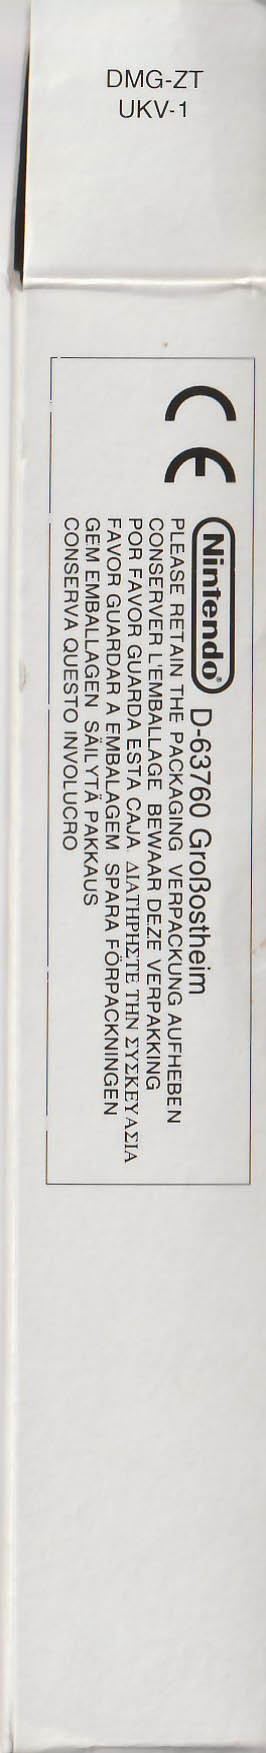 DMG-ZT
UKV-1
CE
Nintendo® D-63760 Großostheim
PLEASE RETAIN THE PACKAGING VERPACKUNG AUFHEBEN
CONSERVER L'EMBALLAGE BEWAAR DEZE VERPAKKING
POR FAVOR GUARDA ESTA CAJA ΔΙΑΤΗΡΗΣΤΕ ΤΗΝ ΣΥΣΚΕΥΑΣΙΑ
FAVOR GUARDAR A EMBALAGEM SPARA FÖRPACKNINGEN
GEM EMBALLAGEN SÄILYTÄ PAKKAUS
CONSERVA QUESTO INVOLUCRO